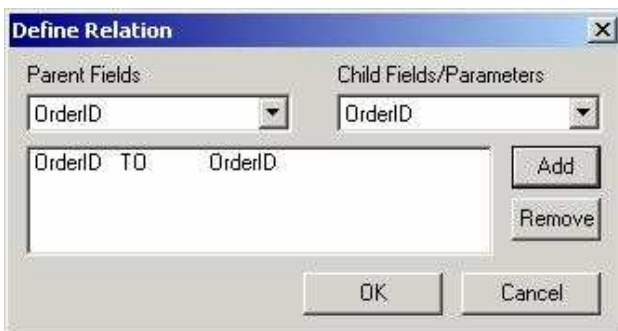 Define Relation
Parent Fields
Child Fields/Parameters
OrderID
OrderID
OrderID TO OrderID
Add
Remove
OK
Cancel